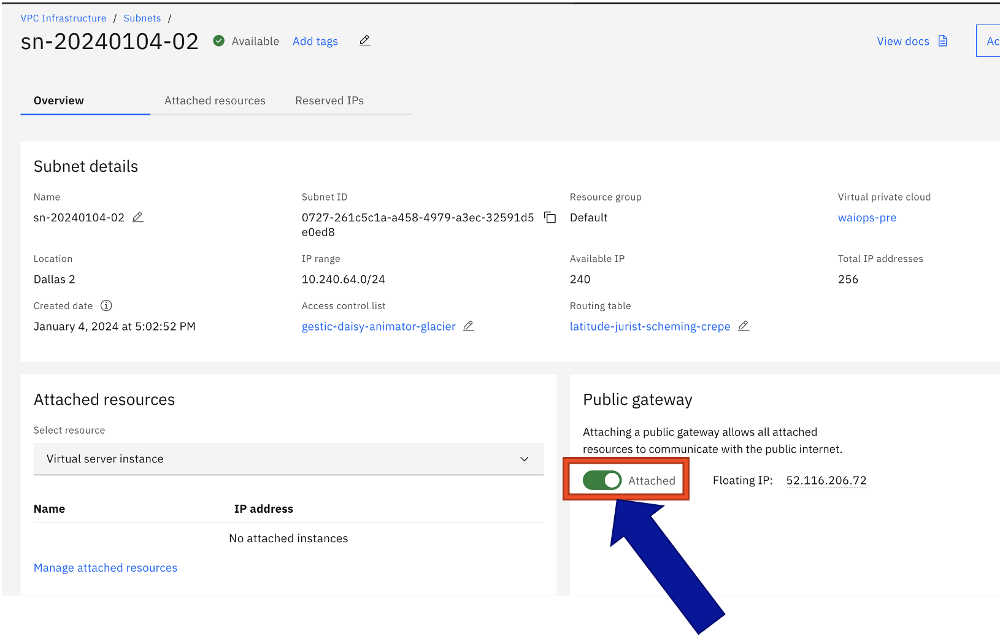 VPC Infrastructure / Subnets /
sn-20240104-02 Available Add tags View docs Ac
Overview Attached resources Reserved IPs
Subnet details
Name Subnet ID Resource group Virtual private cloud
sn-20240104-02 0727-261c5c1a-a458-4979-a3ec-32591d5 Default waiops-pre
e0ed8
Location IP range Available IP Total IP addresses
Dallas 2 10.240.64.0/24 240 256
Created date Access control list Routing table
January 4, 2024 at 5:02:52 PM gestic-daisy-animator-glacier latitude-jurist-scheming-crepe
Attached resources
Select resource
Virtual server instance
Name IP address
No attached instances
Manage attached resources
Public gateway
Attaching a public gateway allows all attached
resources to communicate with the public internet.
Attached Floating IP: 52.116.206.72